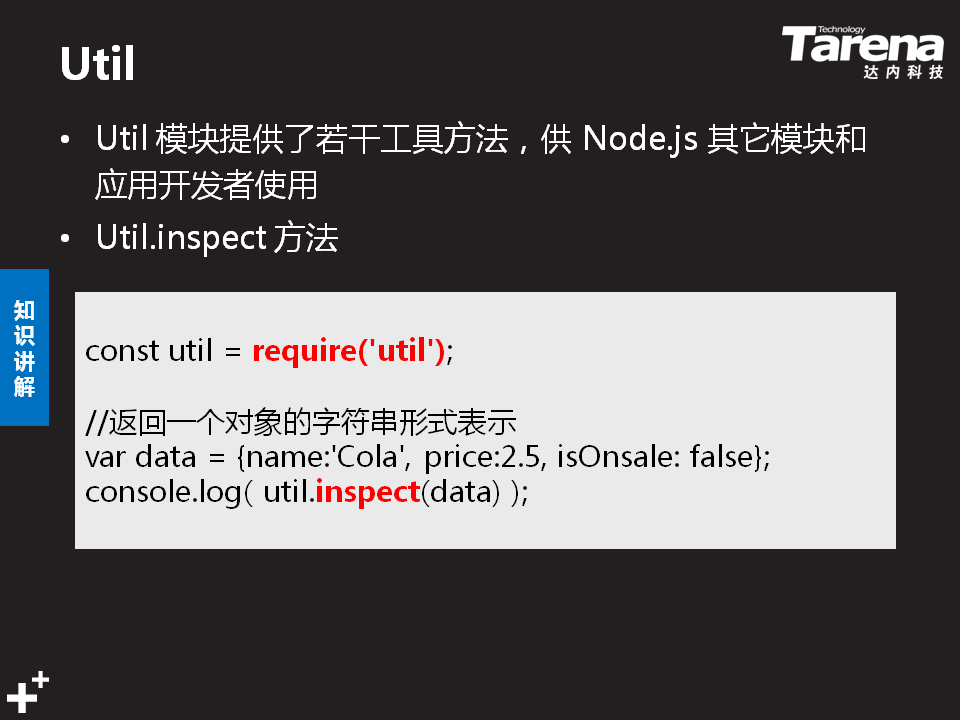 Util
Technology
Tarena
达内科技
• Util 模块提供了若干工具方法，供 Node.js 其它模块和
应用开发者使用
• Util.inspect 方法
知识讲解
const util = require('util');
//返回一个对象的字符串形式表示
var data = {name:'Cola', price:2.5, isOnsale: false};
console.log( util.inspect(data) );